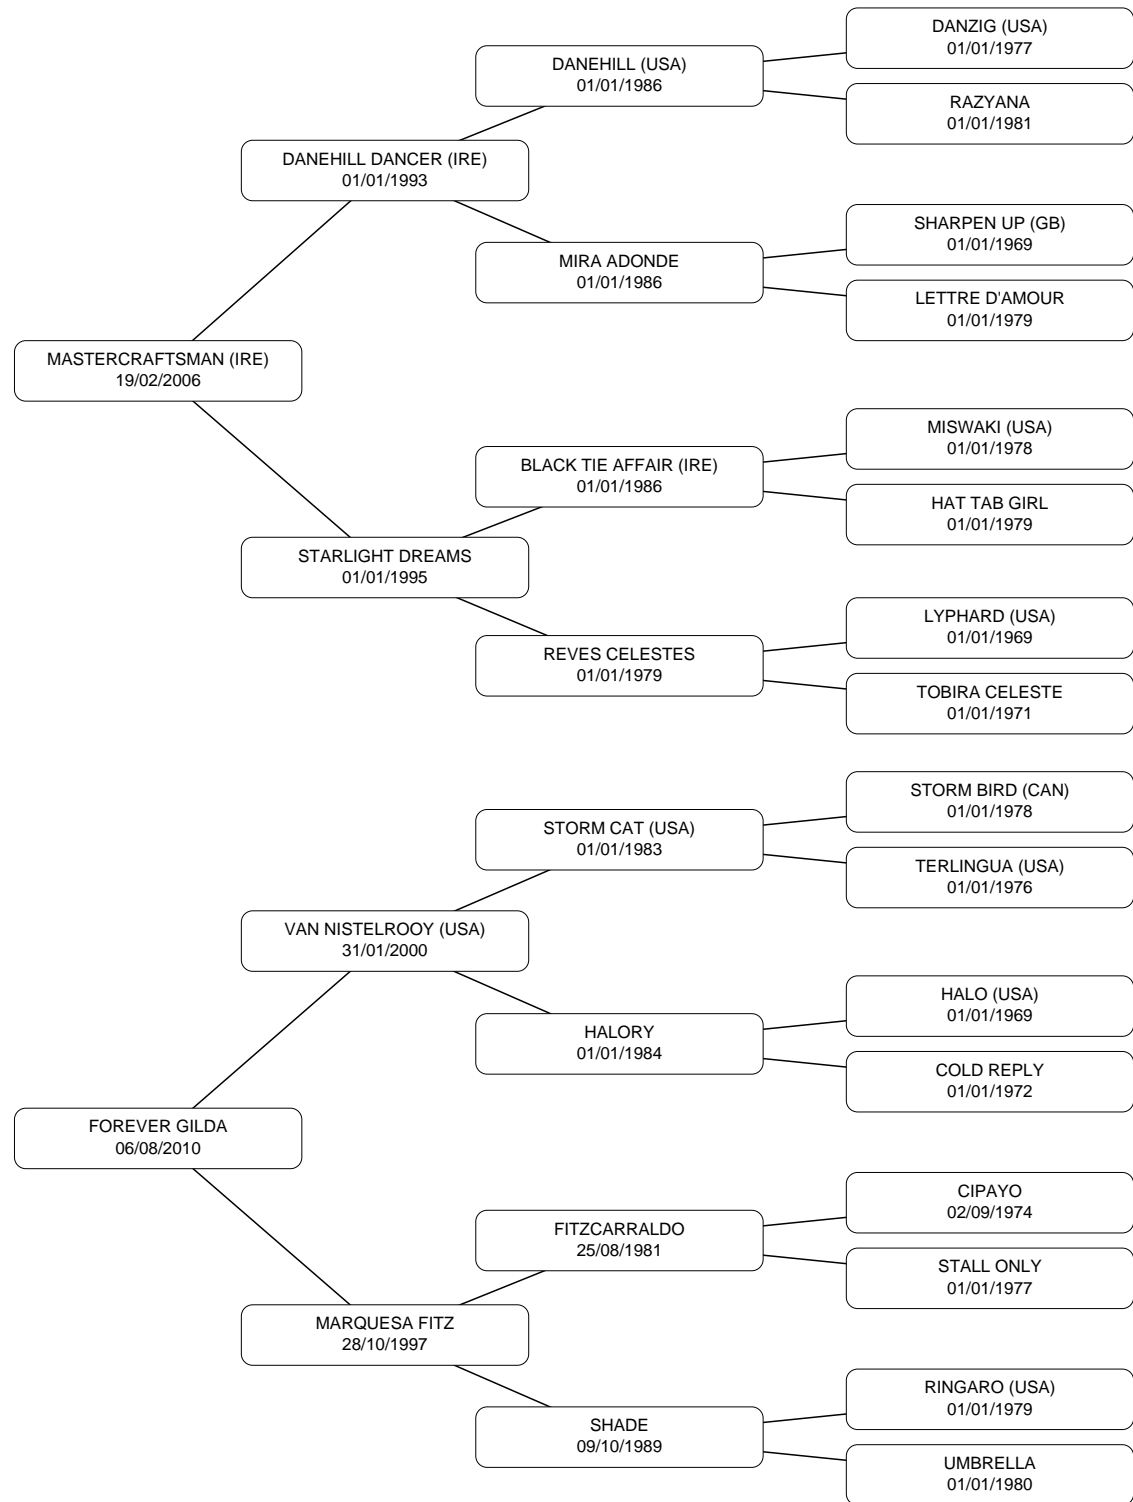 DANZIG (USA)
01/01/1977
DANEHILL (USA)
01/01/1986
RAZYANA
01/01/1981
DANEHILL DANCER (IRE)
01/01/1993
SHARPEN UP (GB)
01/01/1969
MIRA ADONDE
01/01/1986
LETTRE D'AMOUR
01/01/1979
MASTERCRAFTSMAN (IRE)
19/02/2006
MISWAKI (USA)
01/01/1978
BLACK TIE AFFAIR (IRE)
01/01/1986
HAT TAB GIRL
01/01/1979
STARLIGHT DREAMS
01/01/1995
LYPHARD (USA)
01/01/1969
REVES CELESTES
01/01/1979
TOBIRA CELESTE
01/01/1971
STORM BIRD (CAN)
01/01/1978
STORM CAT (USA)
01/01/1983
TERLINGUA (USA)
01/01/1976
VAN NISTELROOY (USA)
31/01/2000
HALO (USA)
01/01/1969
HALORY
01/01/1984
COLD REPLY
01/01/1972
FOREVER GILDA
06/08/2010
CIPAYO
02/09/1974
FITZCARRALDO
25/08/1981
STALL ONLY
01/01/1977
MARQUESA FITZ
28/10/1997
RINGARO (USA)
01/01/1979
SHADE
09/10/1989
UMBRELLA
01/01/1980